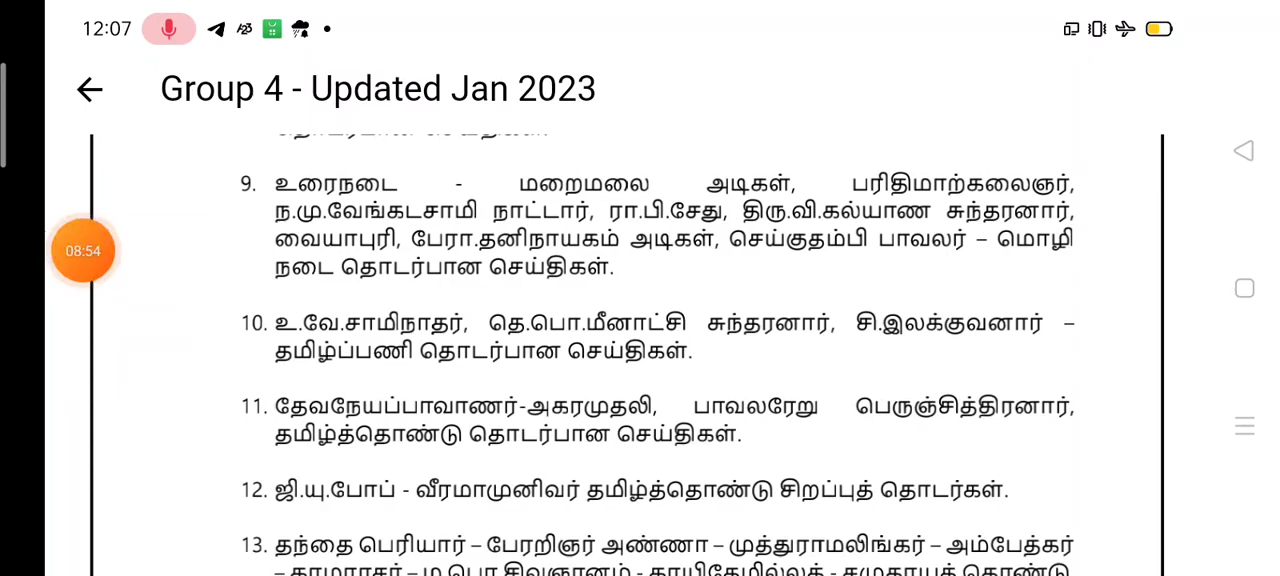 12:07
Group 4 - Updated Jan 2023
9. உரைநடை - மறைமலை அடிகள், பரிதிமாற்கலைஞர்,
ந.மு.வேங்கடசாமி நாட்டார், ரா.பி.சேது, திரு.வி.கல்யாண சுந்தரனார்,
வையாபுரி, பேரா.தனிநாயகம் அடிகள், செய்குதம்பி பாவலர் – மொழி
நடை தொடர்பான செய்திகள்.
08:54
10. உ.வே.சாமிநாதர், தெ.பொ.மீனாட்சி சுந்தரனார், சி.இலக்குவனார் –
தமிழ்ப்பணி தொடர்பான செய்திகள்.
11. தேவநேயப்பாவாணர்-அகரமுதலி, பாவலரேறு பெருஞ்சித்திரனார்,
தமிழ்த்தொண்டு தொடர்பான செய்திகள்.
12. ஜி.யு.போப் - வீரமாமுனிவர் தமிழ்த்தொண்டு சிறப்புத் தொடர்கள்.
13. தந்தை பெரியார் – பேரறிஞர் அண்ணா – முத்துராமலிங்கர் – அம்பேத்கர்